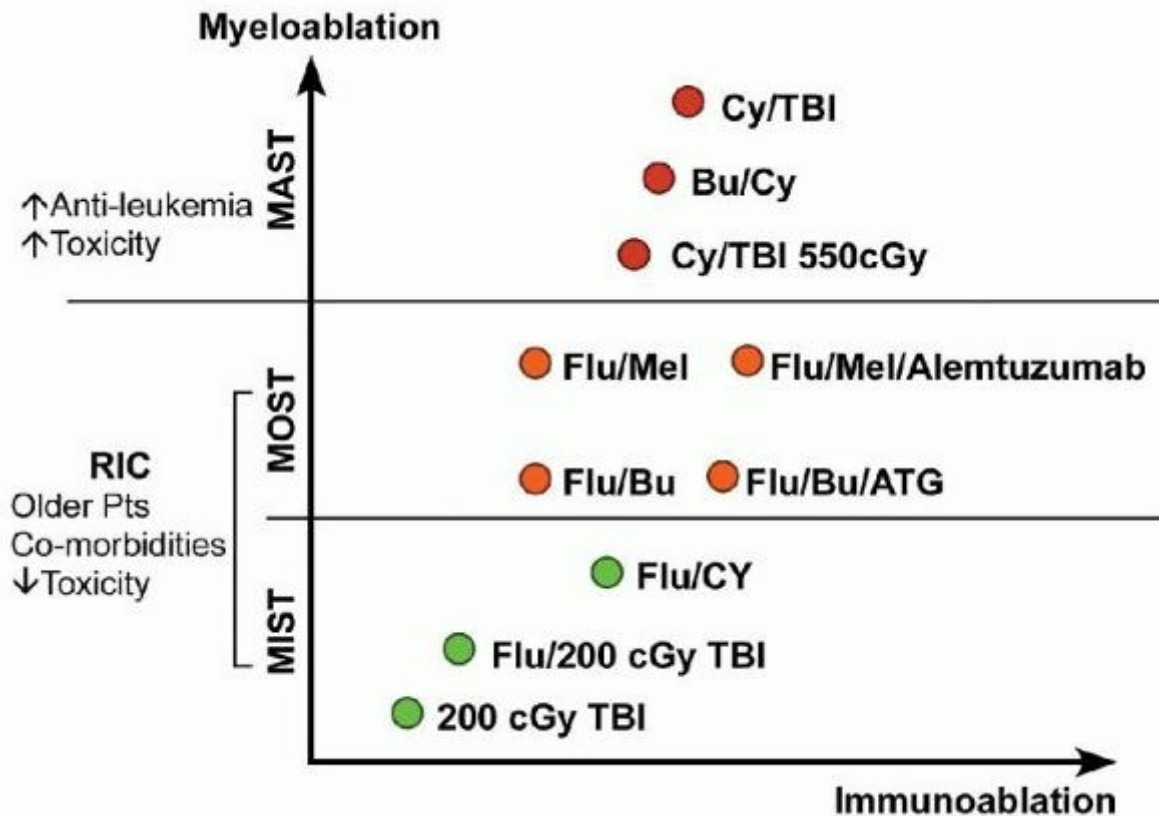 Myeloablation
MAST
↑Anti-leukemia
↑Toxicity
Cy/TBI
Bu/Cy
Cy/TBI 550cGy
MOST
Flu/Mel
Flu/Mel/Alemtuzumab
Flu/Bu
Flu/Bu/ATG
RIC
Older Pts
Co-morbidities
↓Toxicity
MIST
Flu/CY
Flu/200 cGy TBI
200 cGy TBI
Immunoablation